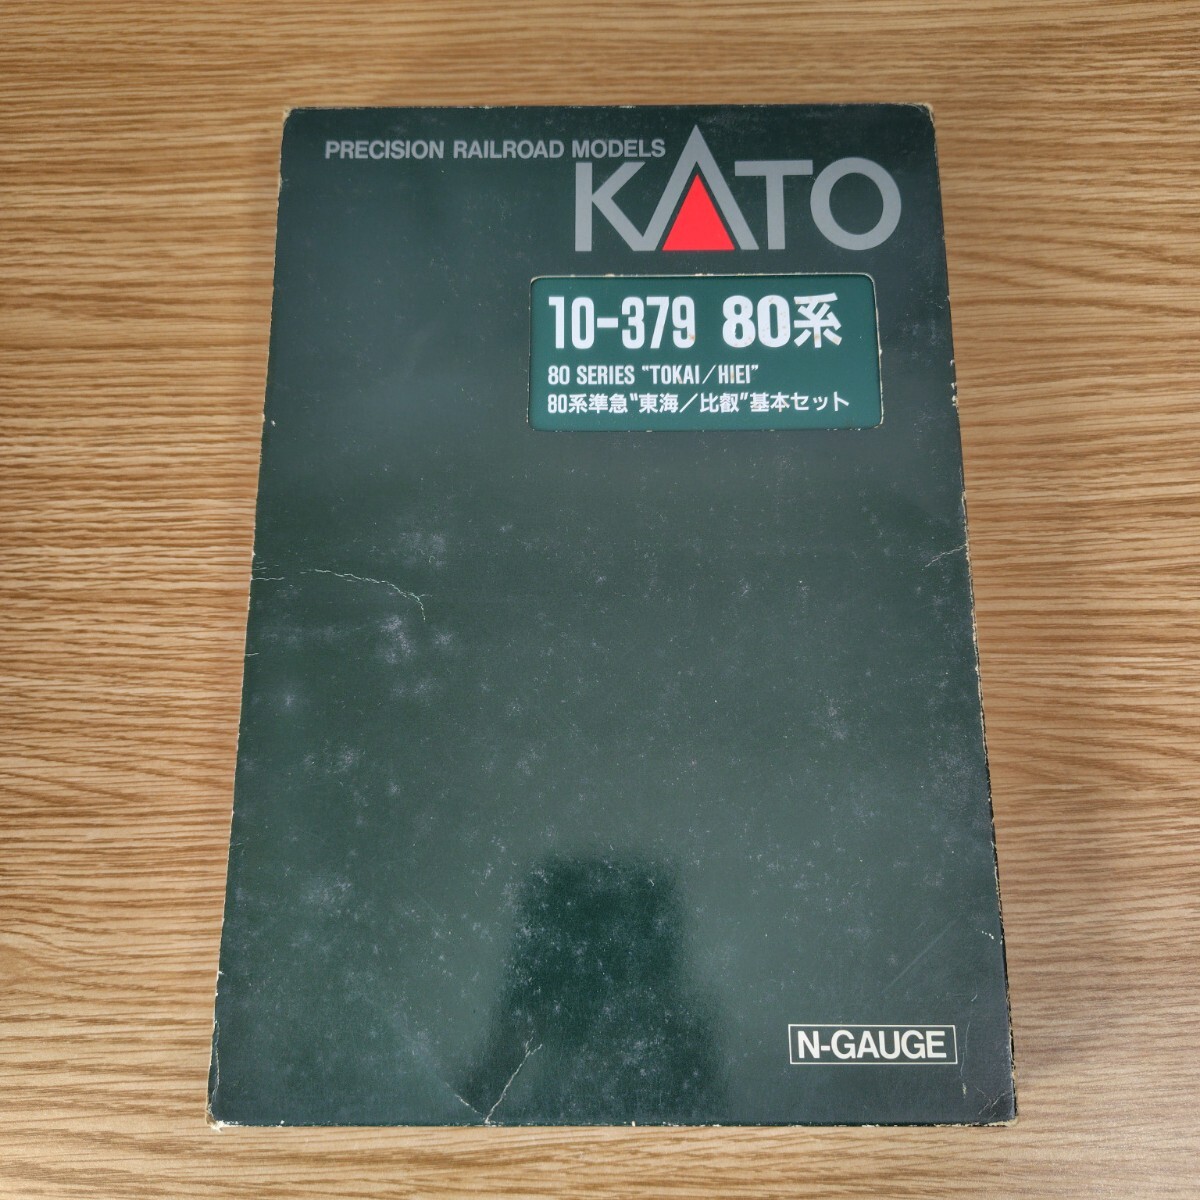 PRECISION RAILROAD MODELS
KATO
10-379 80系
80 SERIES "TOKAI/HIEI"
80系準急"東海/比叡"基本セット
N-GAUGE